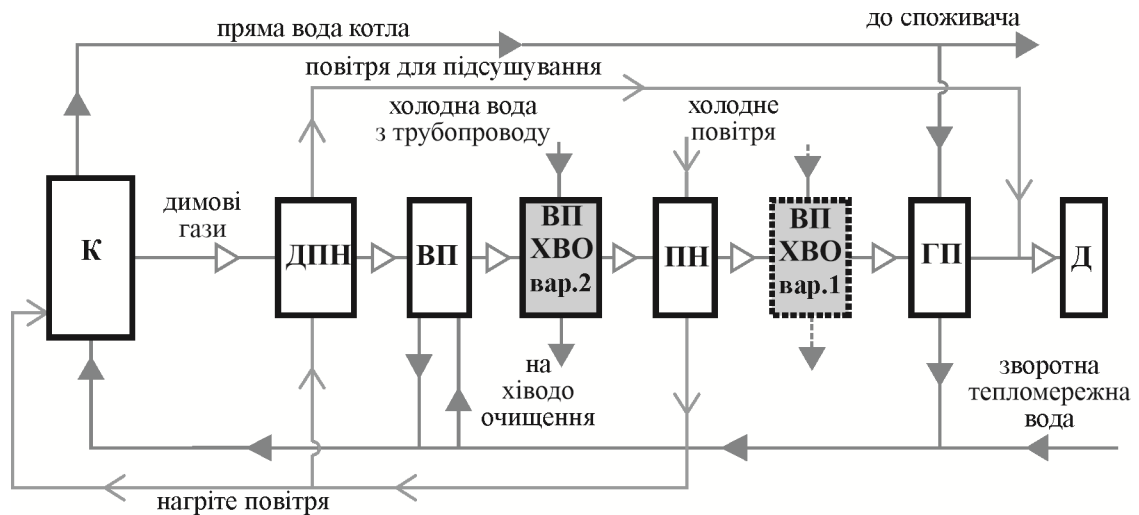 пряма вода котла
до споживача
повітря для підсушування
холодна вода
з трубопроводу
холодне
повітря
димові
гази
К
ДПН
ВП
ВП
ХВО
вар.2
ПН
ВП
ХВО
вар.1
ГП
Д
на
хіводо
очищення
зворотна
тепломережна
вода
нагріте повітря